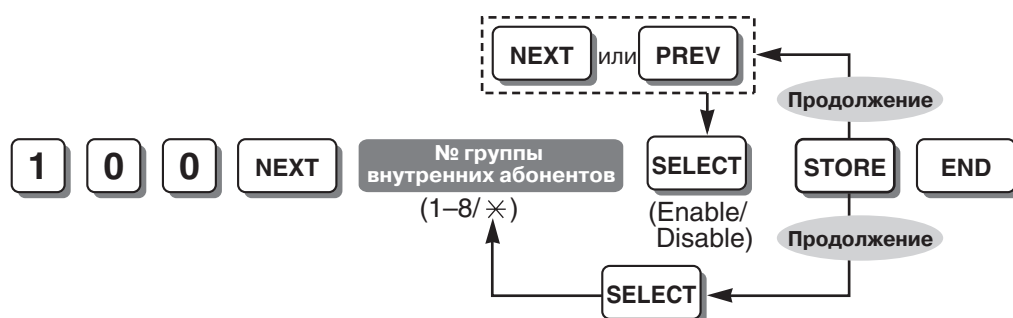 NEXT или PREV
Продолжение
1 0 0 NEXT
№ группы
внутренних абонентов
(1–8/✳)
SELECT
(Enable/
Disable)
STORE
END
Продолжение
SELECT